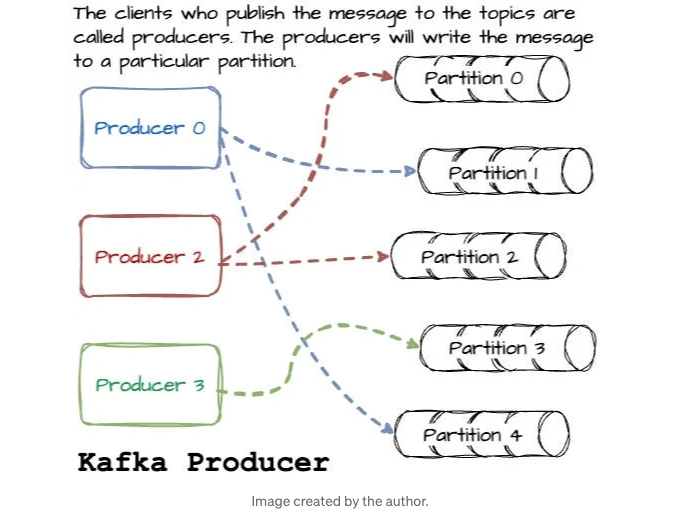 The clients who publish the message to the topics are
called producers. The producers will write the message
to a particular partition.
Partition 0
Producer 0
Partition 1
Producer 2
Partition 2
Partition 3
Producer 3
Partition 4
Kafka Producer
Image created by the author.